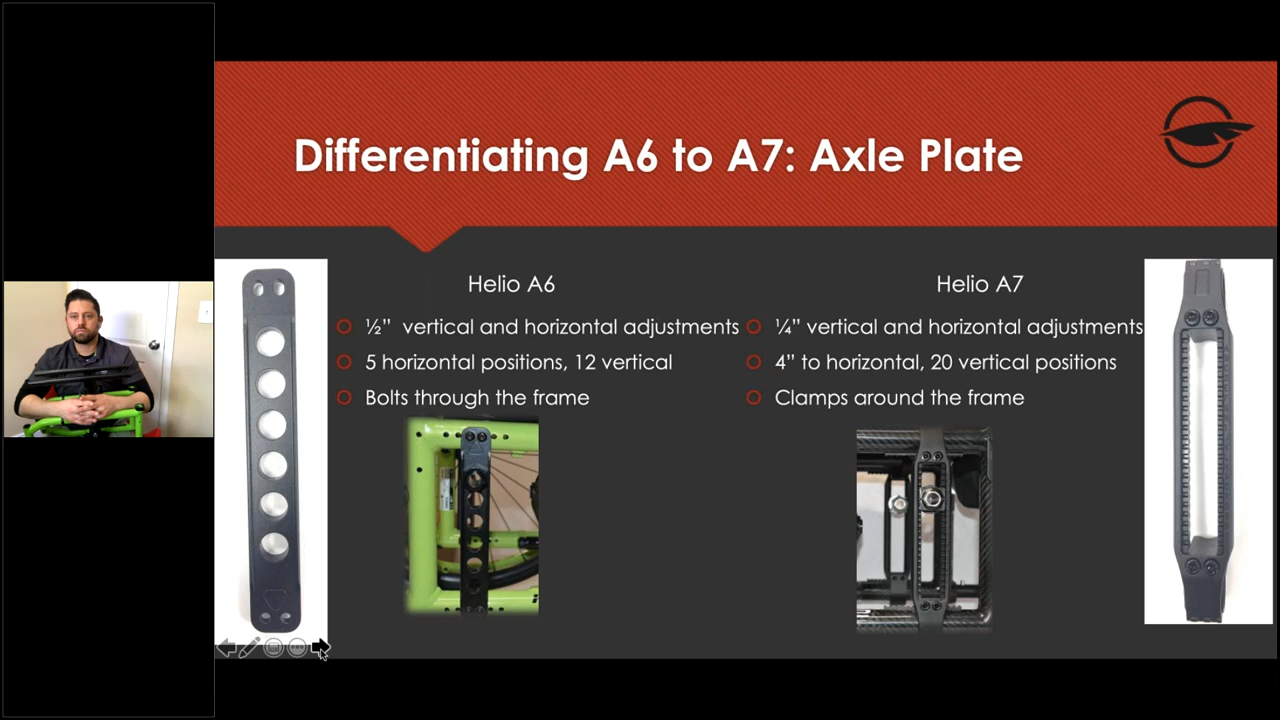 Differentiating A6 to A7: Axle Plate
Helio A6
½” vertical and horizontal adjustments
5 horizontal positions, 12 vertical
Bolts through the frame
Helio A7
¼” vertical and horizontal adjustments
4” to horizontal, 20 vertical positions
Clamps around the frame